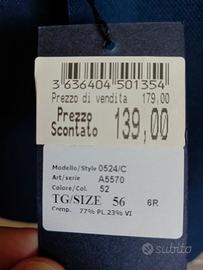 3 636404 501354
Prezzo di vendita 179,00
Prezzo
Scontato 139,00
Modello/Style 0524/C
Art/serie A5570
Colore/Col. 52
TG/SIZE 56 6R
Comp. 77% PL 23% VI
subito